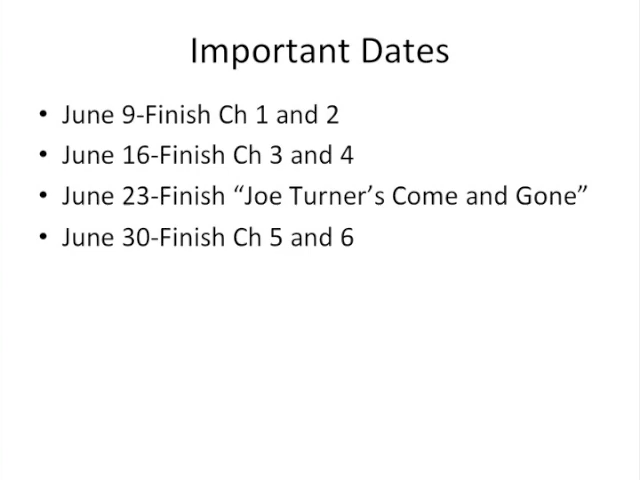 Important Dates
• June 9-Finish Ch 1 and 2
• June 16-Finish Ch 3 and 4
• June 23-Finish “Joe Turner’s Come and Gone”
• June 30-Finish Ch 5 and 6